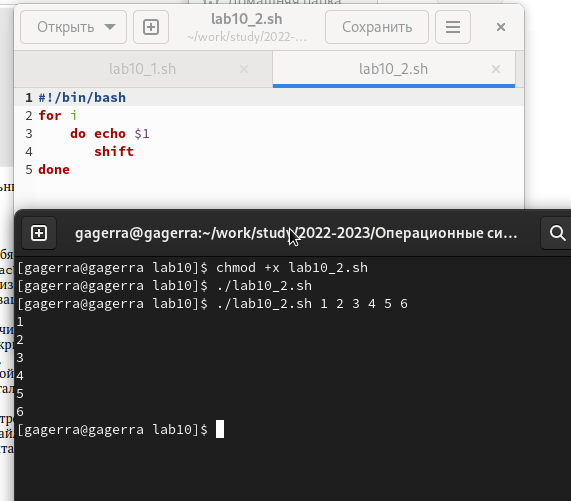 Открыть
lab10_2.sh
~/work/study/2022-...
Сохранить
lab10_1.sh
lab10_2.sh
1 #!/bin/bash
2 for i
3     do echo $1
4        shift
5 done
gagerra@gagerra:~/work/study/2022-2023/Операционные си...
[gagerra@gagerra lab10]$ chmod +x lab10_2.sh
[gagerra@gagerra lab10]$ ./lab10_2.sh
[gagerra@gagerra lab10]$ ./lab10_2.sh 1 2 3 4 5 6
1
2
3
4
5
6
[gagerra@gagerra lab10]$